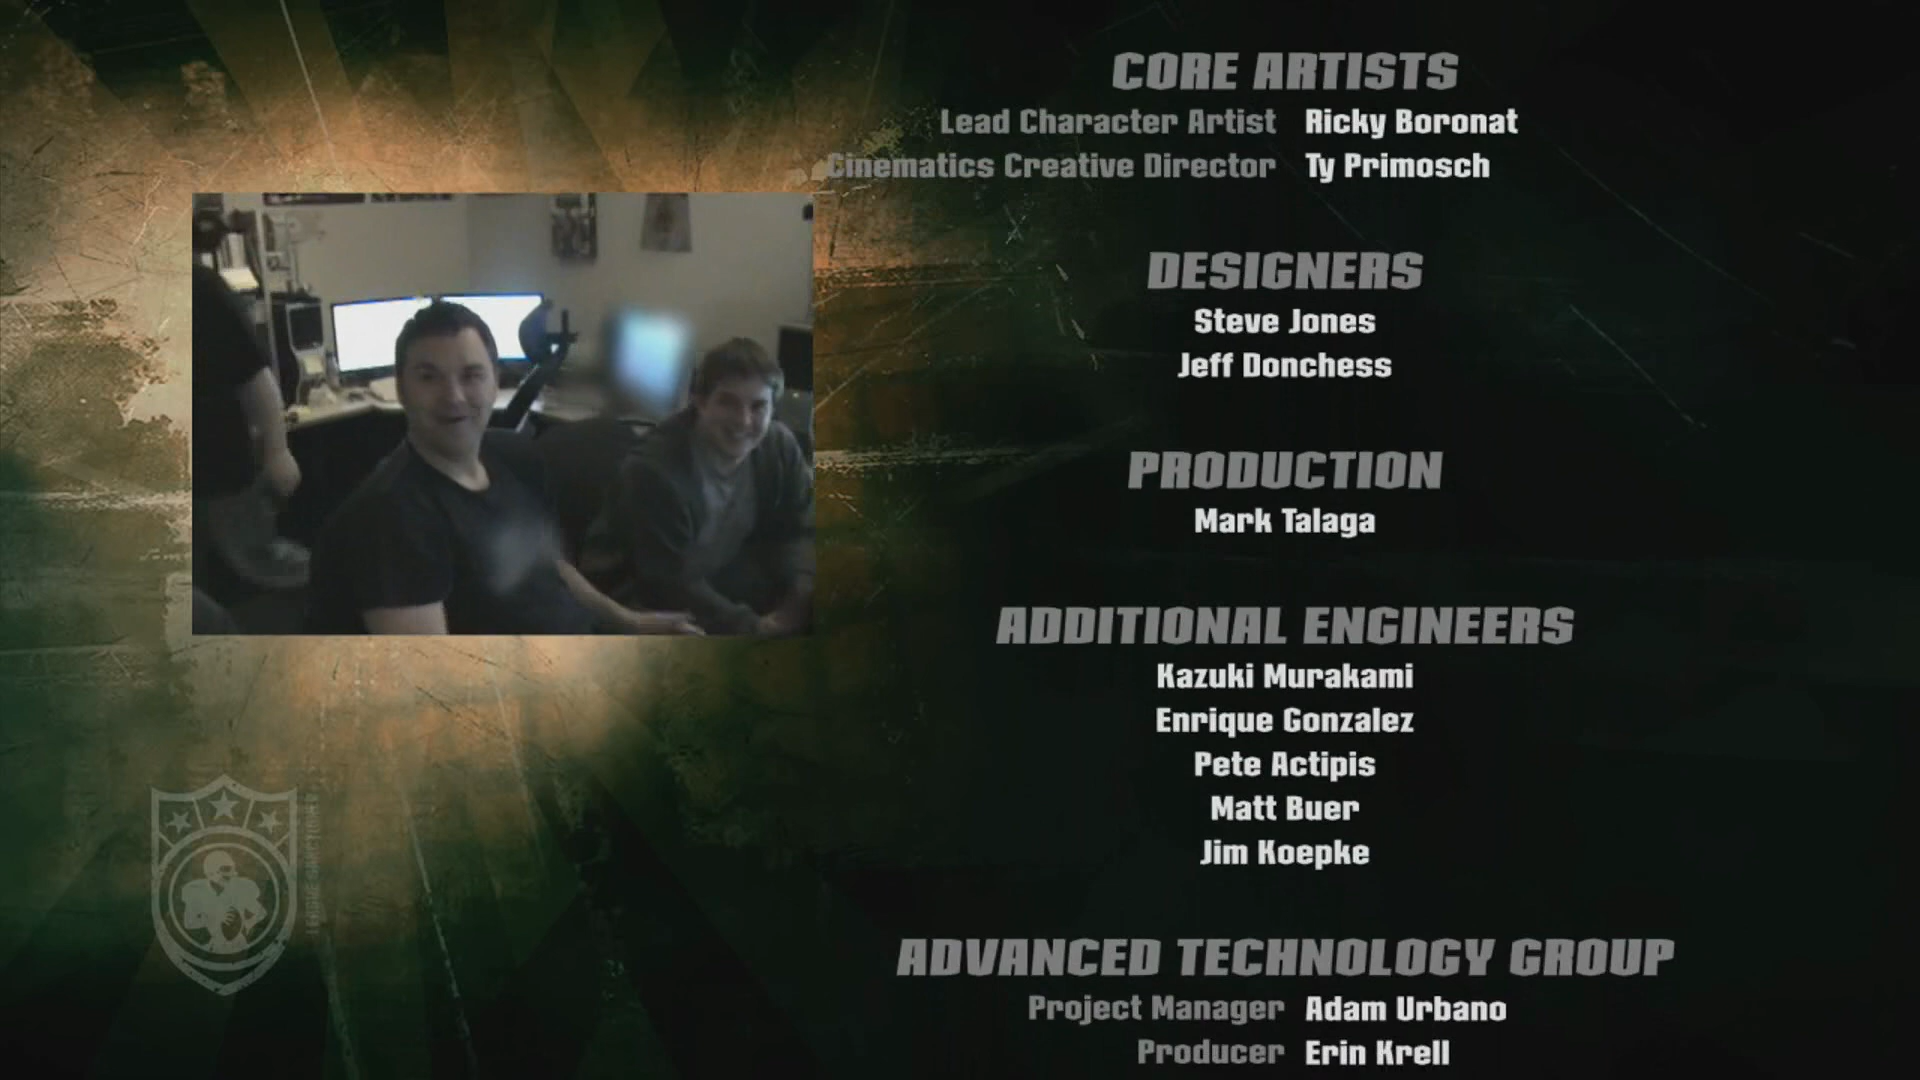 CORE ARTISTS
Lead Character Artist Ricky Boronat
Cinematics Creative Director Ty Primosch
DESIGNERS
Steve Jones
Jeff Donchess
PRODUCTION
Mark Talaga
ADDITIONAL ENGINEERS
Kazuki Murakami
Enrique Gonzalez
Pete Actipis
Matt Buer
Jim Koepke
ADVANCED TECHNOLOGY GROUP
Project Manager Adam Urbano
Producer Erin Krell
LEAGUE SANCTIONED